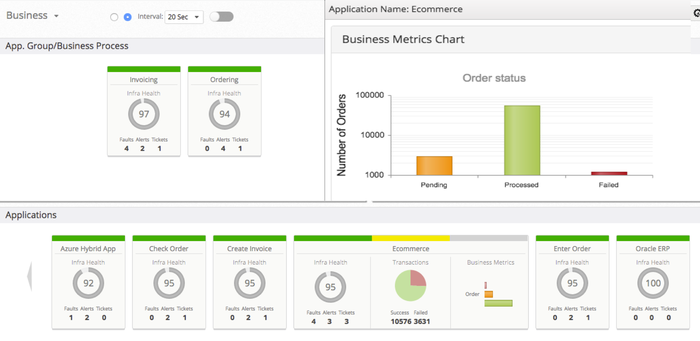 Business
Interval: 20 Sec
App. Group/Business Process
Invoicing
Infra Health
97
Faults Alerts Tickets
4 2 1
Ordering
Infra Health
94
Faults Alerts Tickets
0 4 1
Application Name: Ecommerce
Business Metrics Chart
Order status
Number of Orders
100000
10000
1000
Pending
Processed
Failed
Applications
Azure Hybrid App
Infra Health
92
Faults Alerts Tickets
1 2 0
Check Order
Infra Health
95
Faults Alerts Tickets
0 2 1
Create Invoice
Infra Health
95
Faults Alerts Tickets
0 2 1
Ecommerce
Infra Health
95
Faults Alerts Tickets
4 3 3
Transactions
Success Failed
10576 3631
Business Metrics
Order
Enter Order
Infra Health
95
Faults Alerts Tickets
0 2 1
Oracle ERP
Infra Health
100
Faults Alerts Tickets
0 0 0